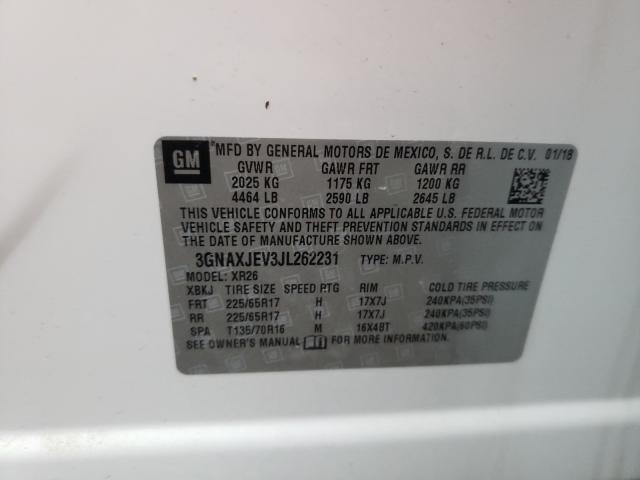 GM
*MFD BY GENERAL MOTORS DE MEXICO, S. DE R.L. DE C.V. 01/18
GVWR GAWR FRT GAWR RR
2025 KG 1175 KG 1200 KG
4464 LB 2590 LB 2645 LB
THIS VEHICLE CONFORMS TO ALL APPLICABLE U.S. FEDERAL MOTOR
VEHICLE SAFETY AND THEFT PREVENTION STANDARDS IN EFFECT ON
THE DATE OF MANUFACTURE SHOWN ABOVE.
3GNAXJEV3JL262231 TYPE: M.P.V.
MODEL: XR26
XBKJ TIRE SIZE SPEED RTG RIM COLD TIRE PRESSURE
FRT 225/65R17 H 17X7J 240KPA(35PSI)
RR 225/65R17 H 17X7J 240KPA(35PSI)
SPA T135/70R16 M 16X4BT 420KPA(60PSI)
SEE OWNER'S MANUAL FOR MORE INFORMATION.